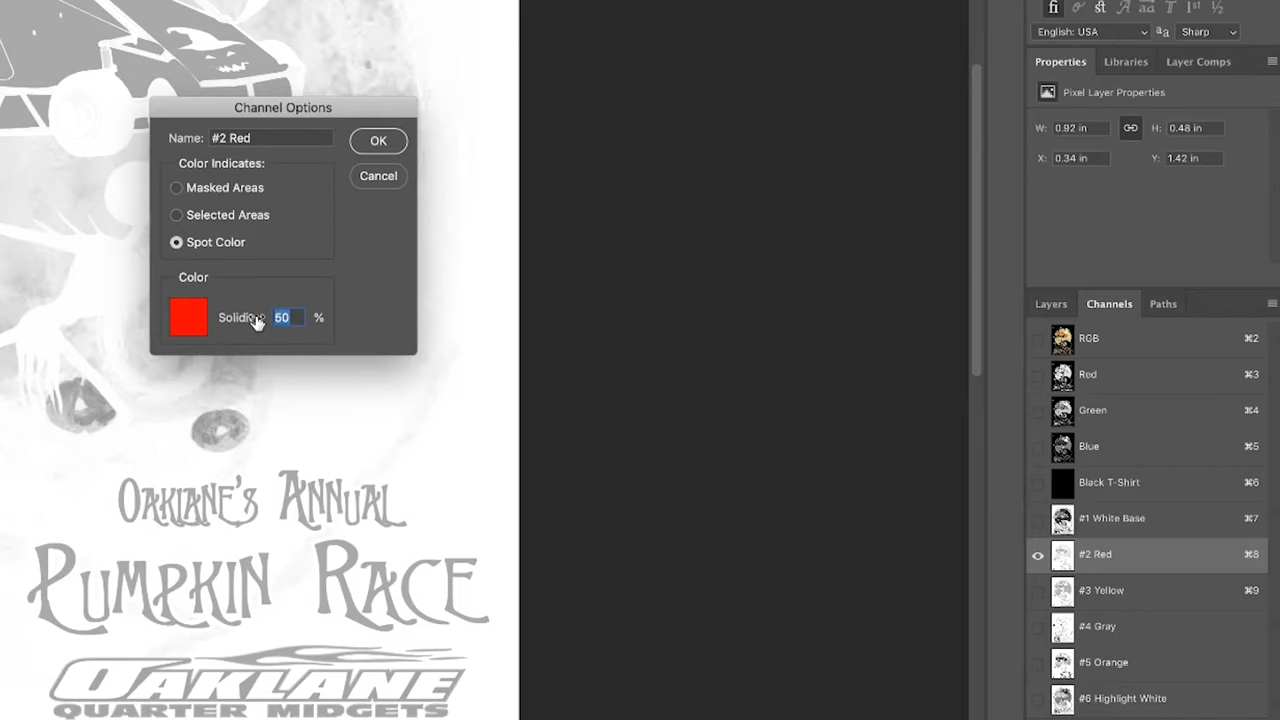 English: USA
aa
Sharp
Properties
Libraries
Layer Comps
Pixel Layer Properties
W: 0.92 in
H: 0.48 in
X: 0.34 in
Y: 1.42 in
Channel Options
Name: #2 Red
OK
Color Indicates:
Cancel
Masked Areas
Selected Areas
Spot Color
Color
50 %
Layers
Channels
Paths
RGB ⌘2
Red ⌘3
Green ⌘4
Blue ⌘5
Black T-Shirt ⌘6
#1 White Base ⌘7
#2 Red ⌘8
#3 Yellow ⌘9
#4 Gray
#5 Orange
#6 Highlight White
OAKLANE'S ANNUAL
PUMPKIN RACE
OAKLANE
QUARTER MIDGETS